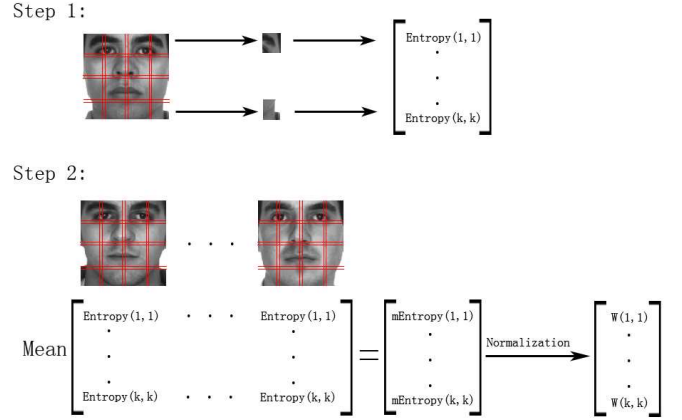 Step 1:
Entropy(1,1)
.
.
.
Entropy(k,k)
Step 2:
. . .
Entropy(1,1) . . . Entropy(1,1)
. .
. .
. .
Entropy(k,k) . . . Entropy(k,k)
Mean
=
mEntropy(1,1)
.
.
.
mEntropy(k,k)
Normalization
W(1,1)
.
.
.
W(k,k)